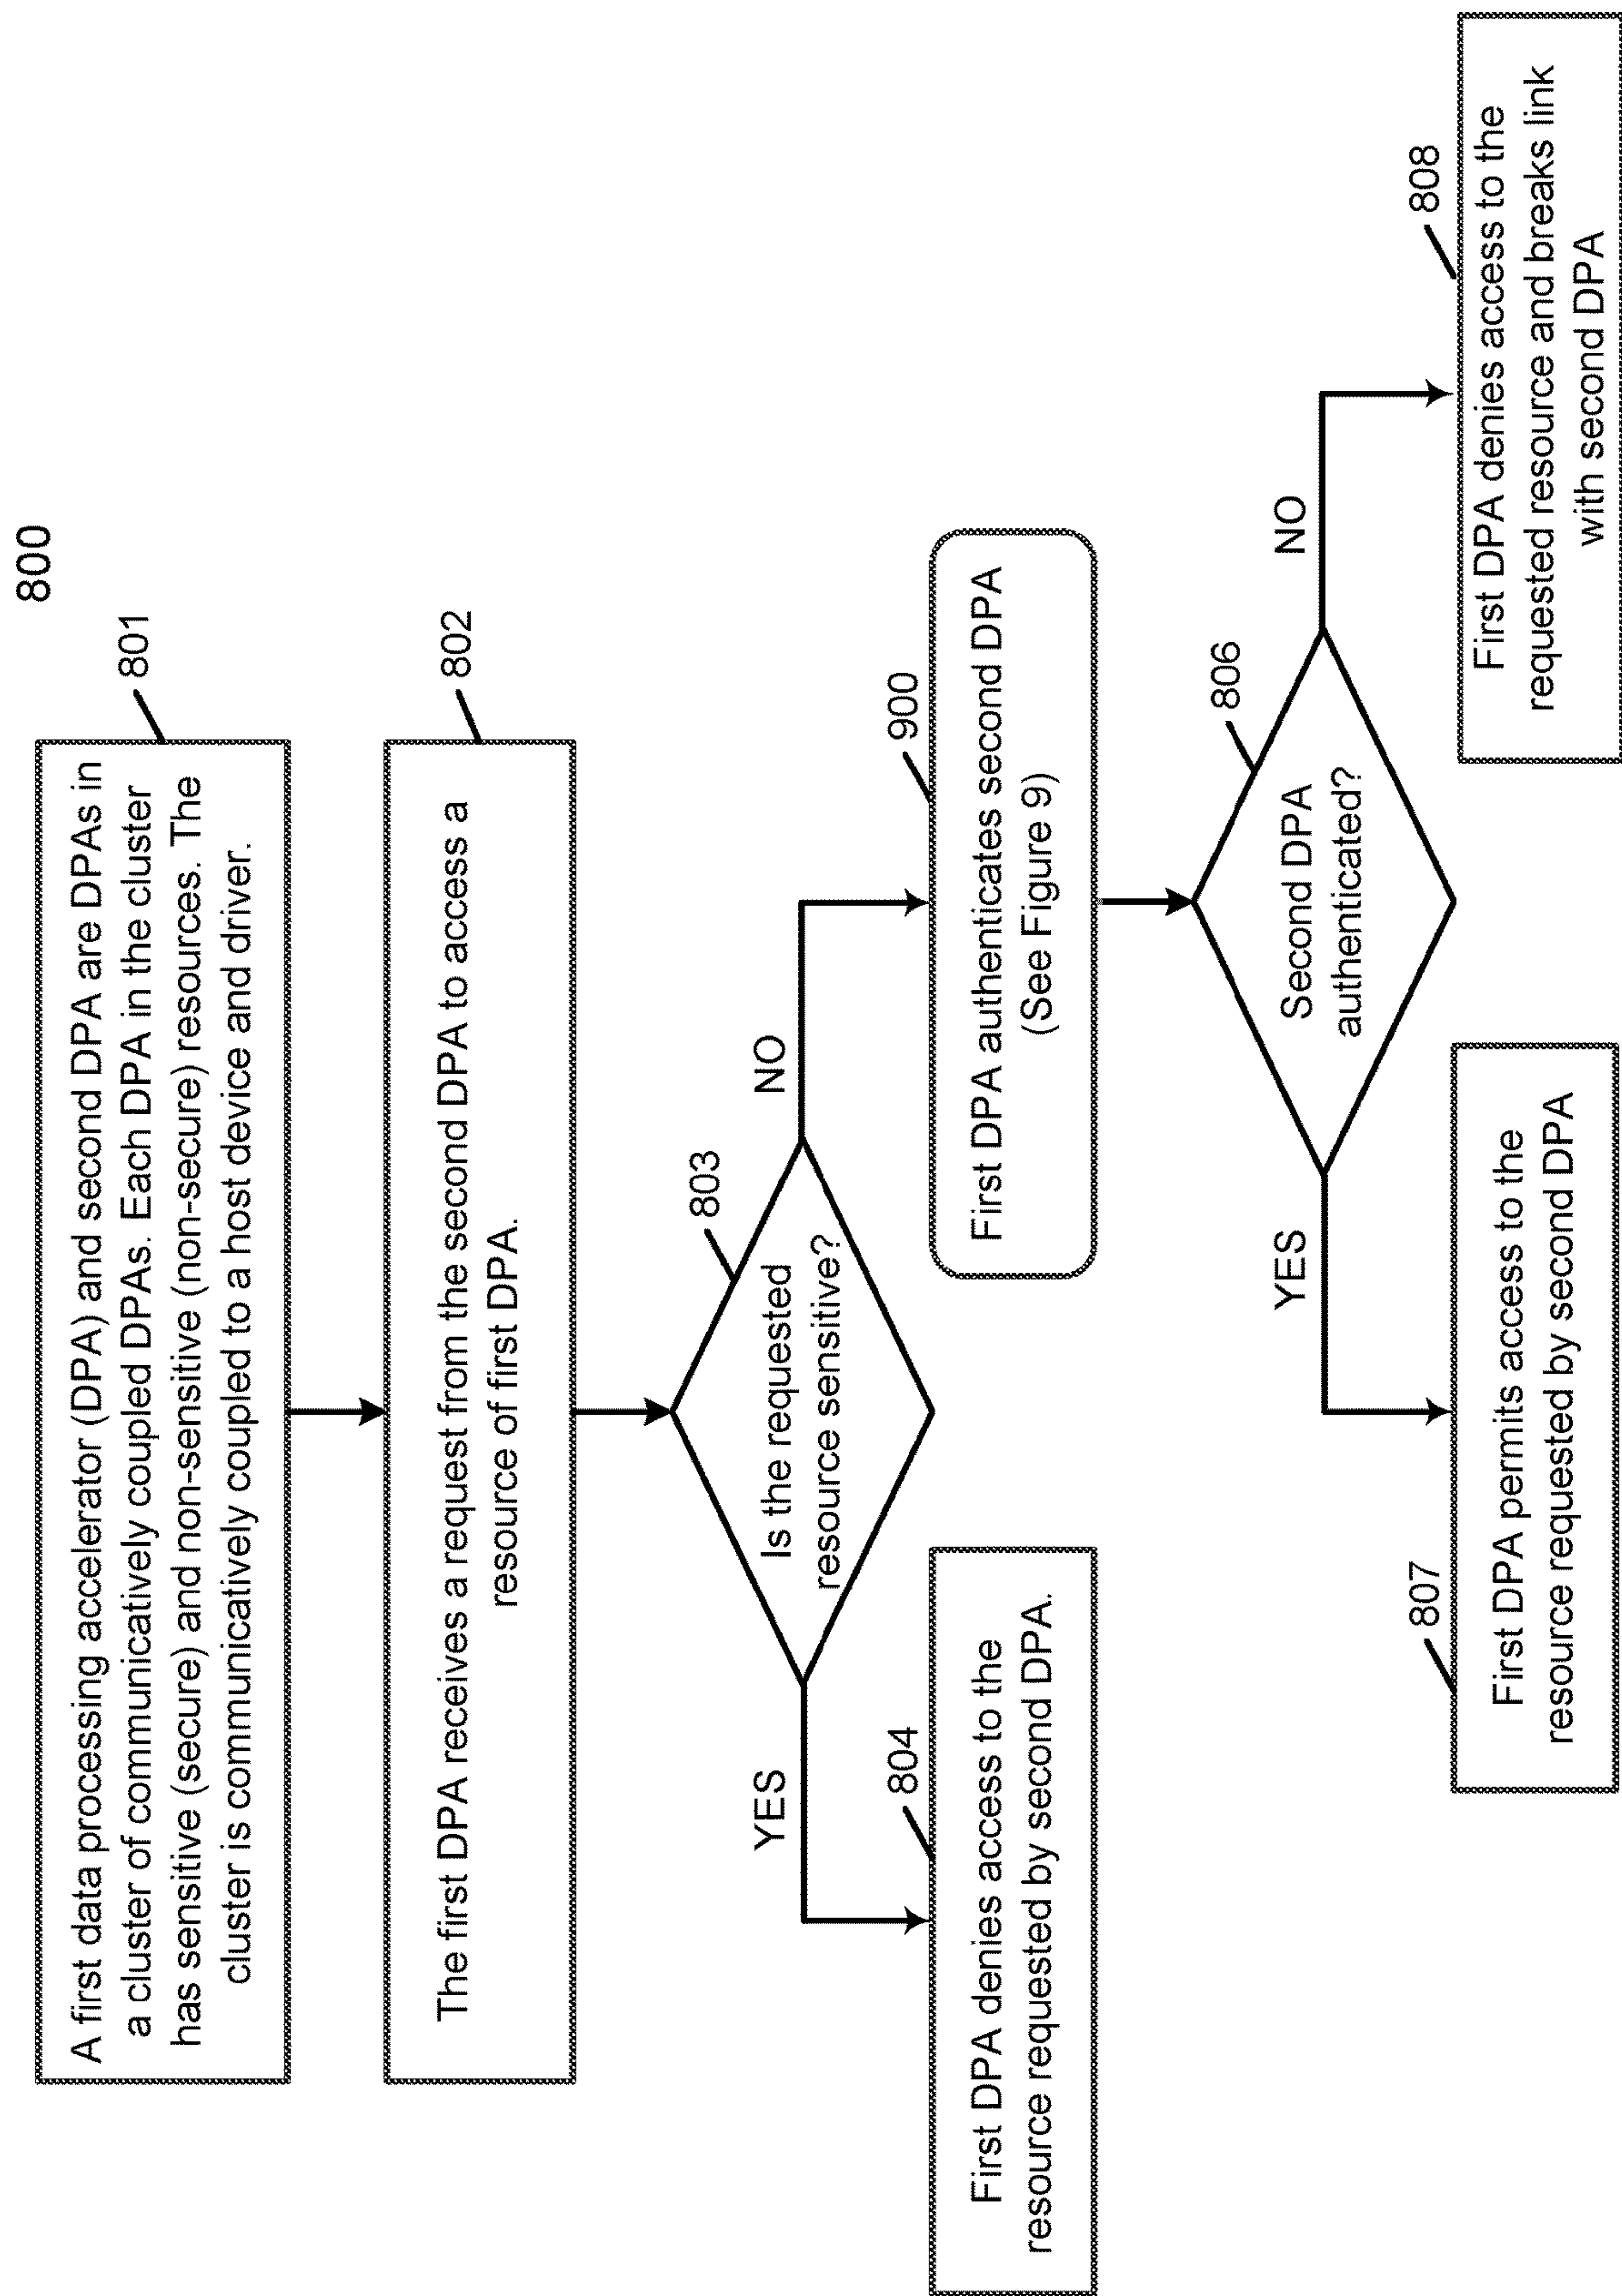 800
801
A first data processing accelerator (DPA) and second DPA are DPAs in
a cluster of communicatively coupled DPAs. Each DPA in the cluster
has sensitive (secure) and non-sensitive (non-secure) resources. The
cluster is communicatively coupled to a host device and driver.
802
The first DPA receives a request from the second DPA to access a
resource of first DPA.
803
Is the requested
resource sensitive?
YES
NO
804
First DPA denies access to the
resource requested by second DPA.
900
First DPA authenticates second DPA
(See Figure 9)
806
Second DPA
authenticated?
YES
NO
807
First DPA permits access to the
resource requested by second DPA
808
First DPA denies access to the
requested resource and breaks link
with second DPA